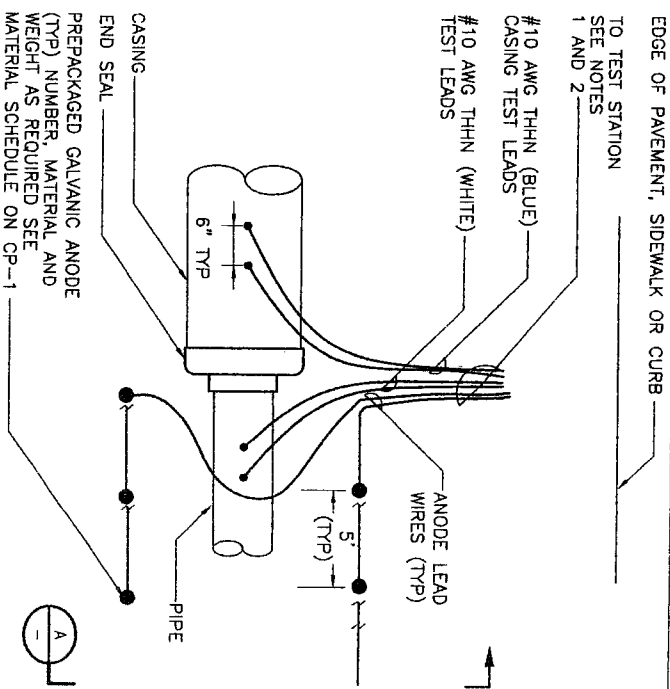 EDGE OF PAVEMENT, SIDEWALK OR CURB
TO TEST STATION
SEE NOTES
1 AND 2
#10 AWG THHN (BLUE)
CASING TEST LEADS
#10 AWG THHN (WHITE)
TEST LEADS
CASING
END SEAL
PREPACKAGED GALVANIC ANODE
(TYP) NUMBER, MATERIAL AND
WEIGHT AS REQUIRED SEE
MATERIAL SCHEDULE ON CP-1
6" TYP
ANODE LEAD
WIRES (TYP)
5'
(TYP)
PIPE
A
-